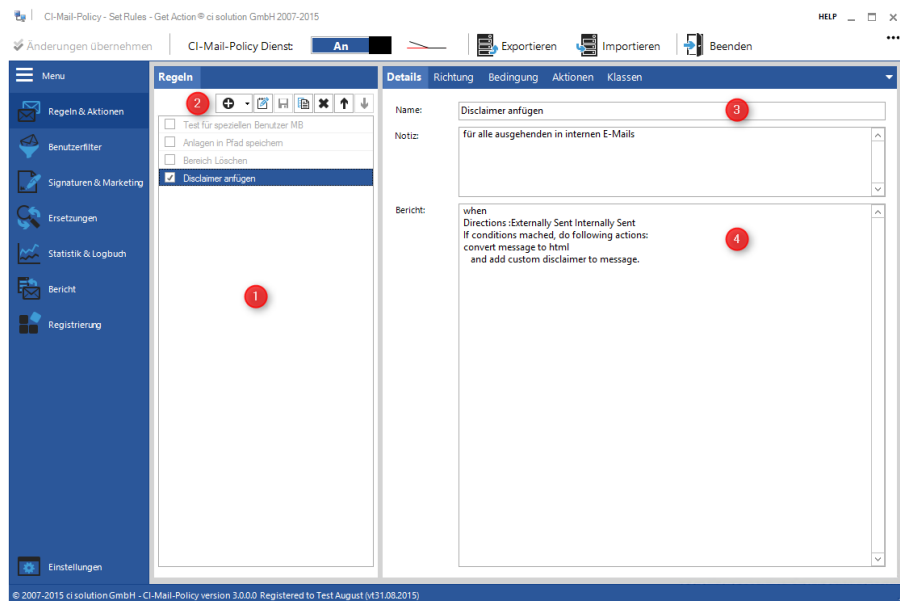 CI-Mail-Policy - Set Rules - Get Action ® ci solution GmbH 2007-2015 HELP
Änderungen übernehmen CI-Mail-Policy Dienst: An Exportieren Importieren Beenden
Menu
Regeln & Aktionen
Benutzerfilter
Signaturen & Marketing
Ersetzungen
Statistik & Logbuch
Bericht
Registrierung
Einstellungen
Regeln
2
Test für speziellen Benutzer MB
Anlagen in Pfad speichern
Bereich Löschen
Disclaimer anfügen
1
Details Richtung Bedingung Aktionen Klassen
Name: Disclaimer anfügen 3
Notiz: für alle ausgehenden in internen E-Mails
Bericht: when
Directions :Externally Sent Internally Sent
If conditions mached, do following actions:
convert message to html
and add custom disclaimer to message.
4
© 2007-2015 ci solution GmbH - CI-Mail-Policy version 3.0.0.0 Registered to Test August (vt31.08.2015)